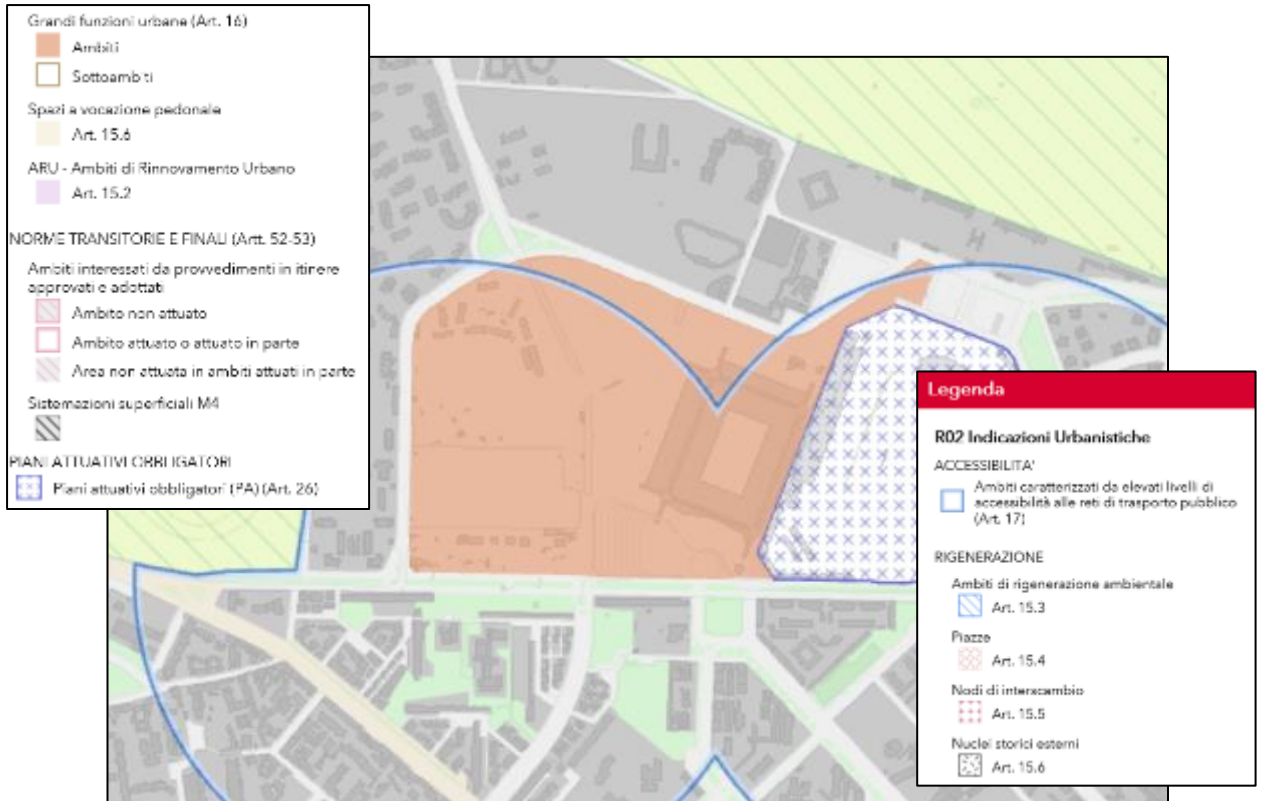 Grandi funzioni urbane (Art. 16)
Ambiti
Sottoambiti
Spazi a vocazione pedonale
Art. 15.6
ARU - Ambiti di Rinnovamento Urbano
Art. 15.2
NORME TRANSITORIE E FINALI (Artt. 52-53)
Ambiti interessati da provvedimenti in itinere
approvati e adottati
Ambito non attuato
Ambito attuato o attuato in parte
Area non attuata in ambiti attuati in parte
Sistemazioni superficiali M4
PIANI ATTUATIVI OBBLIGATORI
Piani attuativi obbligatori (PA) (Art. 26)
Legenda
R02 Indicazioni Urbanistiche
ACCESSIBILITA'
Ambiti caratterizzati da elevati livelli di
accessibilità alle reti di trasporto pubblico
(Art. 17)
RIGENERAZIONE
Ambiti di rigenerazione ambientale
Art. 15.3
Piazze
Art. 15.4
Nodi di interscambio
Art. 15.5
Nuclei storici esterni
Art. 15.6